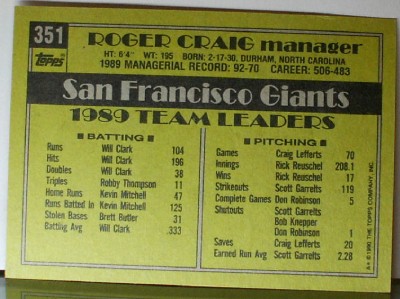 351
Topps
ROGER CRAIG manager
HT: 6'4" WT: 195 BORN: 2-17-30, DURHAM, NORTH CAROLINA
1989 MANAGERIAL RECORD: 92-70 CAREER: 506-483
San Francisco Giants
1989 TEAM LEADERS
BATTING
Runs Will Clark 104
Hits Will Clark 196
Doubles Will Clark 38
Triples Robby Thompson 11
Home Runs Kevin Mitchell 47
Runs Batted in Kevin Mitchell 125
Stolen Bases Brett Butler 31
Batting Avg Will Clark .333
PITCHING
Games Craig Lefferts 70
Innings Rick Reuschel 208.1
Wins Rick Reuschel 17
Strikeouts Scott Garrelts 119
Complete Games Don Robinson 5
Shutouts Scott Garrelts
Bob Knepper
Don Robinson 1
Saves Craig Lefferts 20
Earned Run Avg Scott Garrelts 2.28
A* © 1990 THE TOPPS COMPANY, INC.